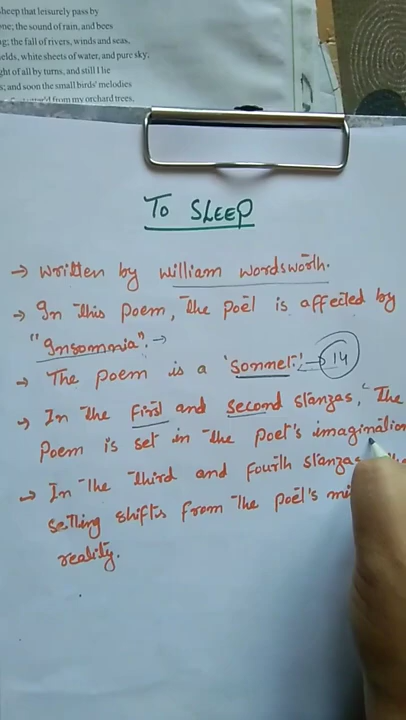 sheep that leisurely pass by
one; the sound of rain, and bees
g; the fall of rivers, winds and seas,
elds, white sheets of water, and pure sky;
ght of all by turns, and still I lie
s; and soon the small birds' melodies
from my orchard trees,
To SLEEP
→ written by william wordsworth.
→ In this poem, The poet is affected by
"Insomnia". →
→ The poem is a 'sonnet:' → 14
→ In the first and second stanzas, "The
Poem is set in the poet's imagination
→ In The Third and fourth stanzas
setting shifts from The poet's mi
reality.